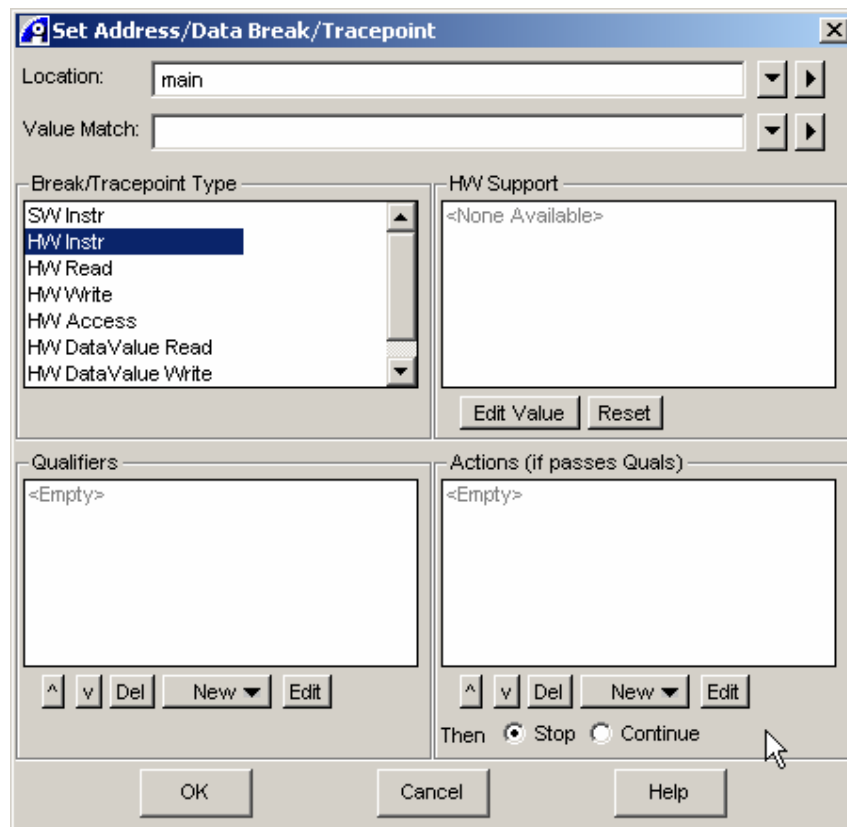 Set Address/Data Break/Tracepoint
Location: main
Value Match:
Break/Tracepoint Type
SW Instr
HW Instr
HW Read
HW Write
HW Access
HW DataValue Read
HW DataValue Write
HW Support
<None Available>
Edit Value Reset
Qualifiers
<Empty>
^ v Del New Edit
Actions (if passes Quals)
<Empty>
^ v Del New Edit
Then Stop Continue
OK Cancel Help